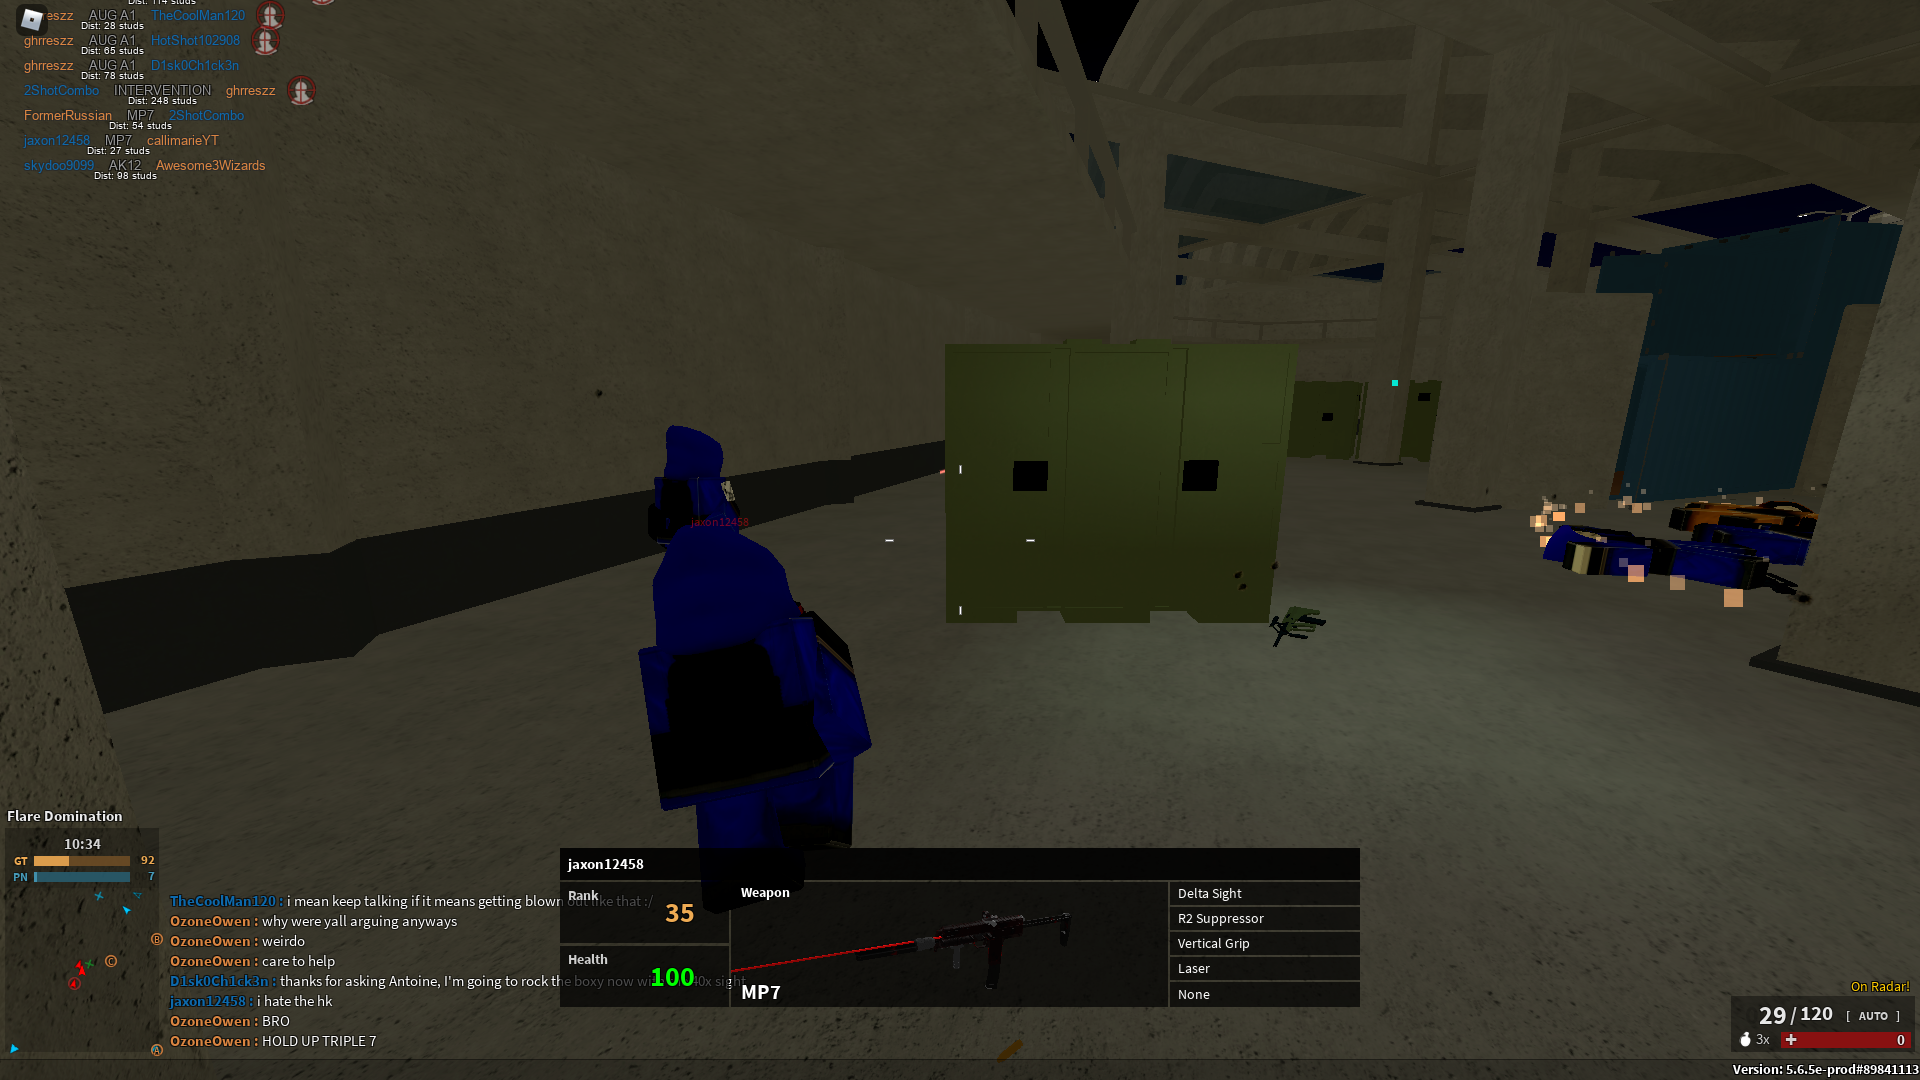 Dist: 114 studs
eszz AUG A1 TheCoolMan120
Dist: 28 studs
ghrreszz AUG A1 HotShot102908
Dist: 65 studs
ghrreszz AUG A1 D1sk0Ch1ck3n
Dist: 78 studs
2ShotCombo INTERVENTION ghrreszz
Dist: 248 studs
FormerRussian MP7 2ShotCombo
Dist: 54 studs
jaxon12458 MP7 callimarieYT
Dist: 27 studs
skydoo9099 AK12 Awesome3Wizards
Dist: 98 studs
jaxon12458
Flare Domination
10:34
GT 92
PN 7
B
C
A
A
TheCoolMan120 : i mean keep talking if it means getting blown out like that :/
OzoneOwen : why were yall arguing anyways
OzoneOwen : weirdo
OzoneOwen : care to help
D1sk0Ch1ck3n : thanks for asking Antoine, I'm going to rock the boxy now 40x sight
jaxon12458 : i hate the hk
OzoneOwen : BRO
OzoneOwen : HOLD UP TRIPLE 7
jaxon12458
Rank
35
Health
100
Weapon
MP7
Delta Sight
R2 Suppressor
Vertical Grip
Laser
None
On Radar!
29 / 120 [ AUTO ]
3x
0
Version: 5.6.5e-prod#89841113